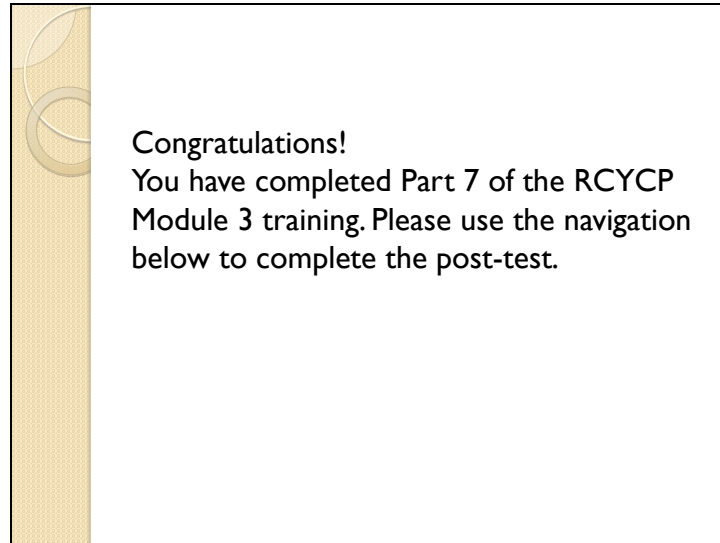 Congratulations!
You have completed Part 7 of the RCYCP
Module 3 training. Please use the navigation
below to complete the post-test.